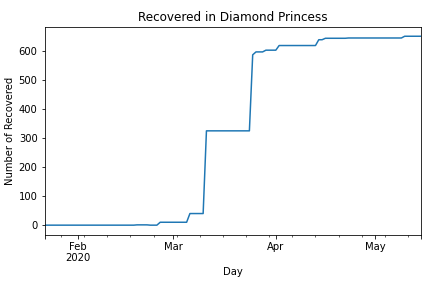 Recovered in Diamond Princess
Number of Recovered
600
500
400
300
200
100
0
Feb
2020
Mar
Apr
May
Day